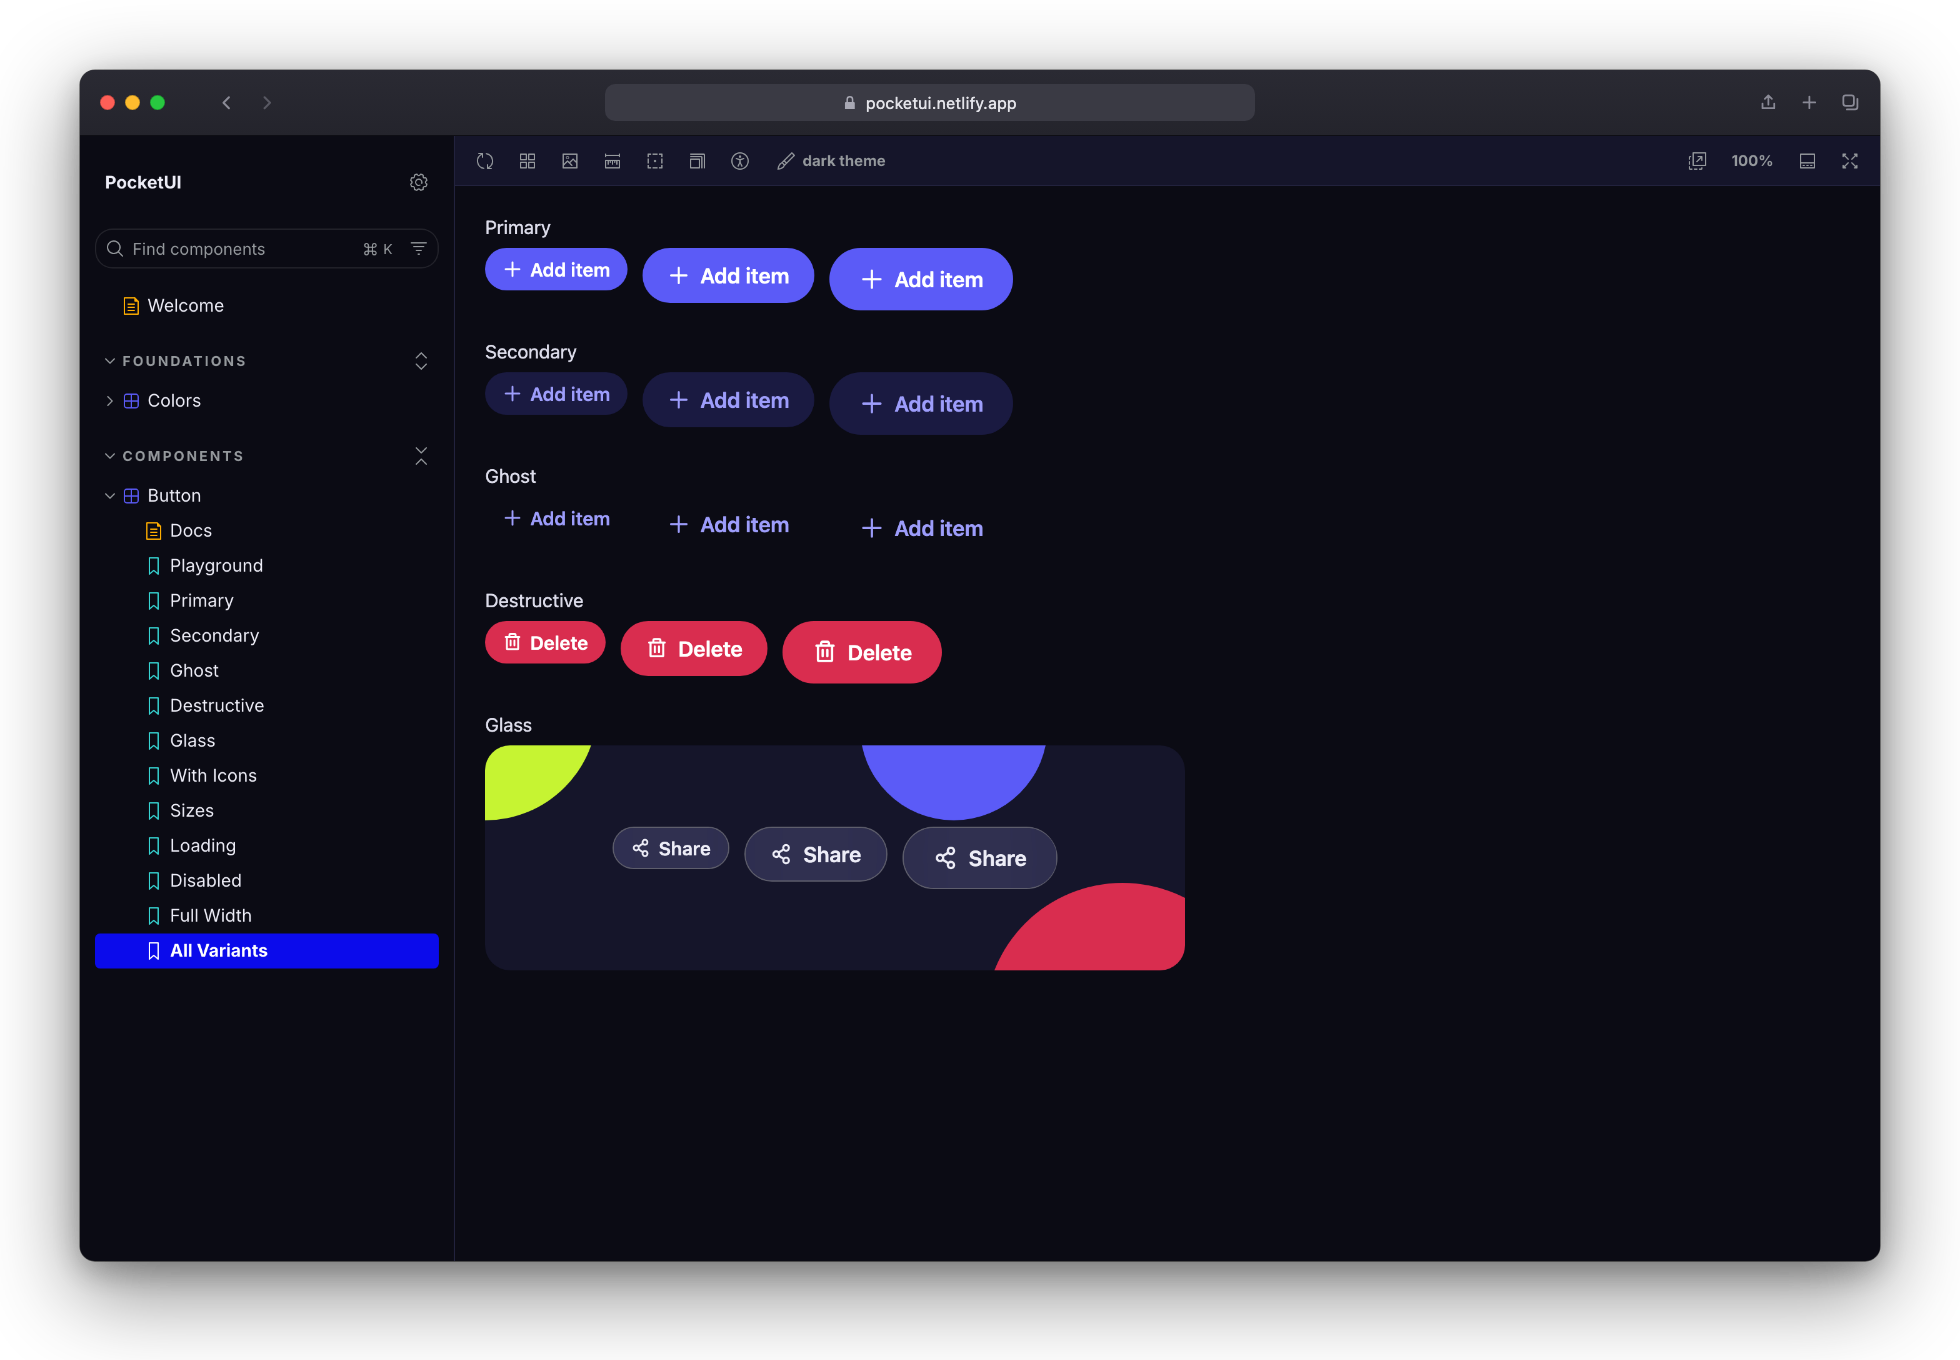 pocketui.netlify.app
PocketUI
Find components ⌘ K
Welcome
FOUNDATIONS
Colors
COMPONENTS
Button
Docs
Playground
Primary
Secondary
Ghost
Destructive
Glass
With Icons
Sizes
Loading
Disabled
Full Width
All Variants
dark theme 100%
Primary
Add item Add item Add item
Secondary
Add item Add item Add item
Ghost
Add item Add item Add item
Destructive
Delete Delete Delete
Glass
Share Share Share